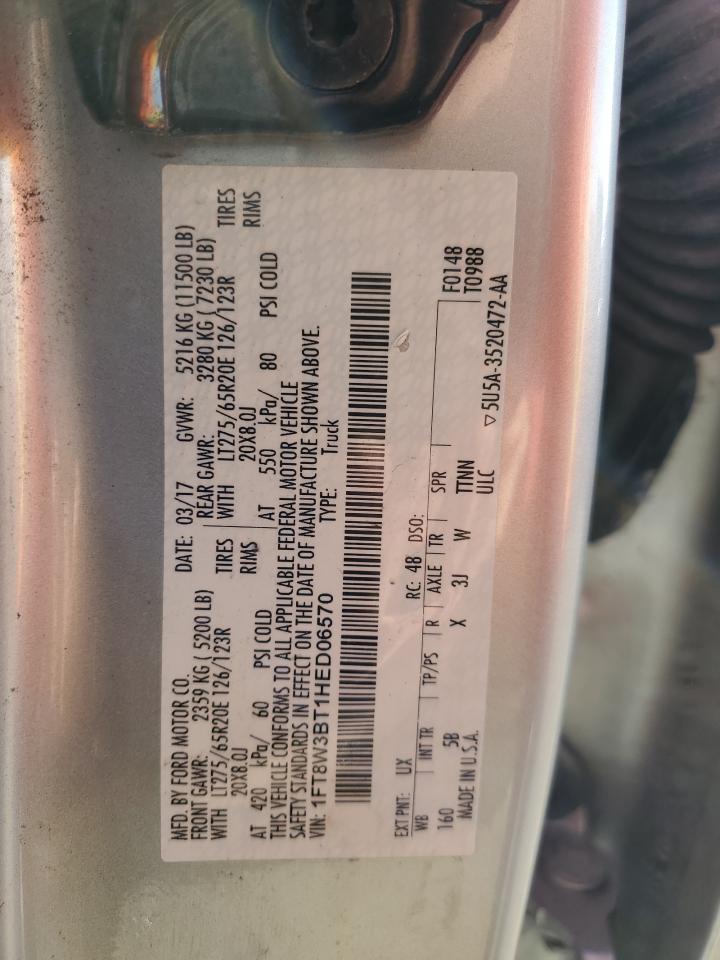 MFD. BY FORD MOTOR CO.
DATE: 03/17 GVWR: 5216 KG (11500 LB)
FRONT GAWR: 2359 KG ( 5200 LB) REAR GAWR: 3280 KG ( 7230 LB)
WITH LT275/65R20E 126/123R TIRES WITH LT275/65R20E 126/123R TIRES
20X8.0J RIMS 20X8.0J RIMS
AT 420 kPa/ 60 PSI COLD AT 550 kPa/ 80 PSI COLD
THIS VEHICLE CONFORMS TO ALL APPLICABLE FEDERAL MOTOR VEHICLE
SAFETY STANDARDS IN EFFECT ON THE DATE OF MANUFACTURE SHOWN ABOVE.
VIN: 1FT8W3BT1HED06570 TYPE: Truck
EXT PNT: UX RC: 48 DSO: F0148
WB INT TR TP/PS R AXLE TR SPR T0988
160 5B X 3J W TTNN
MADE IN U.S.A. ULC
▽5U5A-3520472-AA